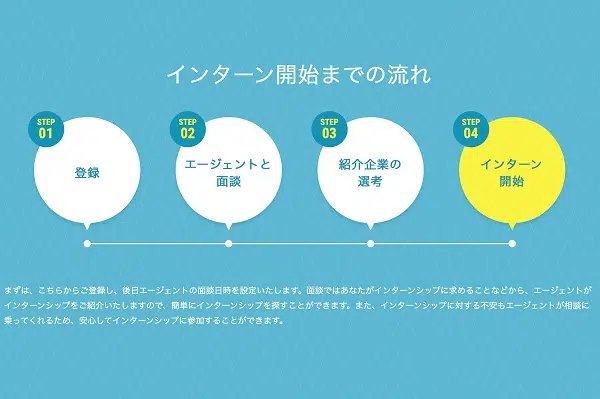 インターン開始までの流れ
STEP
01
登録
STEP
02
エージェントと
面談
STEP
03
紹介企業の
選考
STEP
04
インターン
開始
まずは、こちらからご登録し、後日エージェントの面談日時を設定いたします。面談ではあなたがインターンシップに求めることなどから、エージェントが
インターンシップをご紹介いたしますので、簡単にインターンシップを探すことができます。また、インターンシップに対する不安もエージェントが相談に
乗ってくれるため、安心してインターンシップに参加することができます。